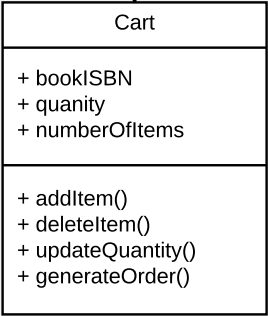 Cart
+ bookISBN
+ quanity
+ numberOfItems
+ addItem()
+ deleteItem()
+ updateQuantity()
+ generateOrder()